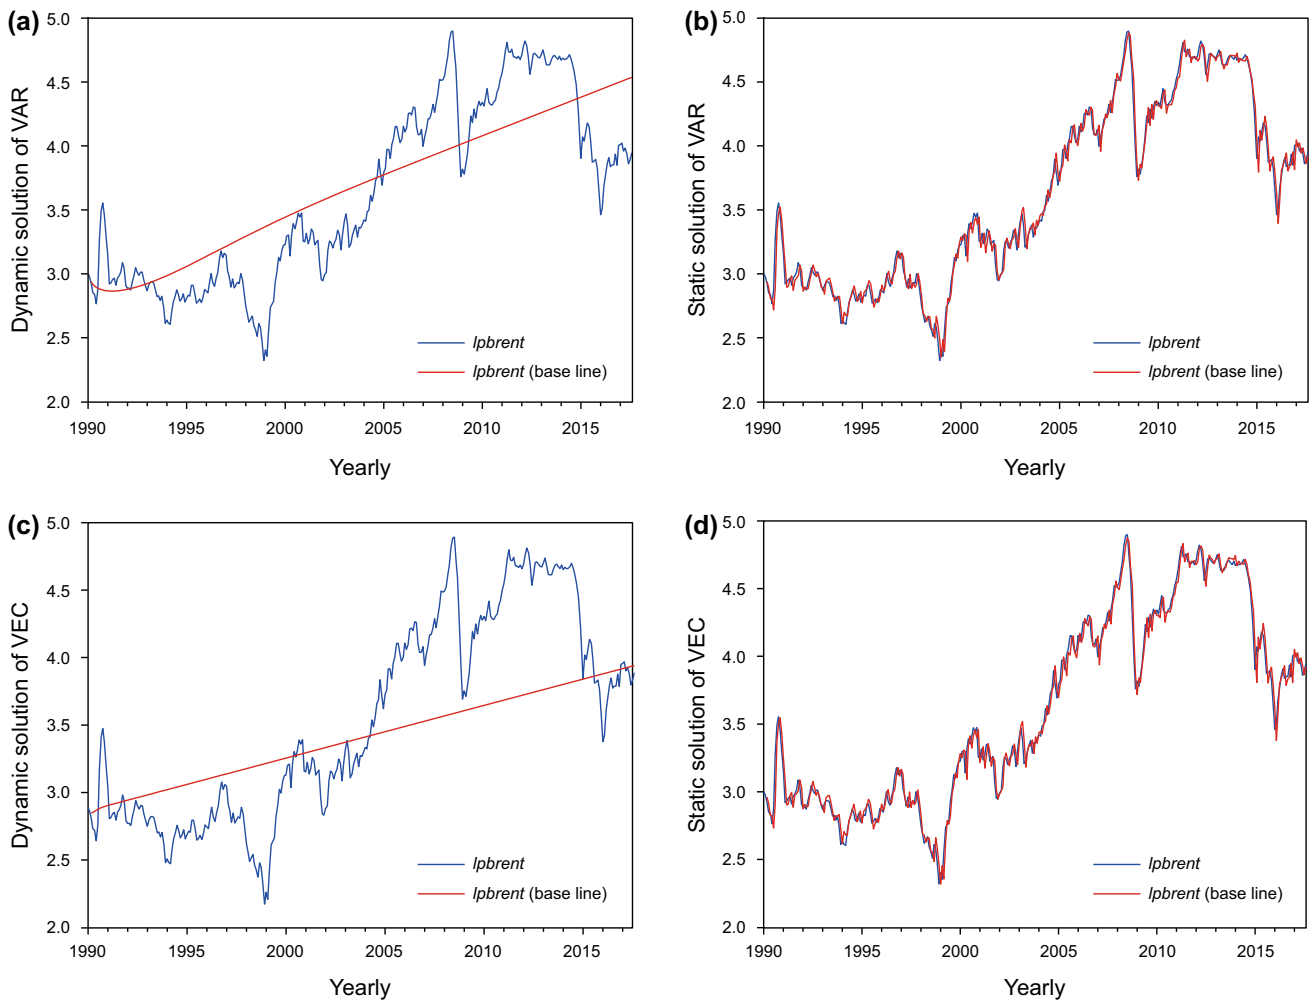 (a)
5.0
4.5
4.0
3.5
3.0
2.5
2.0
Dynamic solution of VAR
lpbrent
lpbrent (base line)
1990 1995 2000 2005 2010 2015
Yearly
(b)
5.0
4.5
4.0
3.5
3.0
2.5
2.0
Static solution of VAR
lpbrent
lpbrent (base line)
1990 1995 2000 2005 2010 2015
Yearly
(c)
5.0
4.5
4.0
3.5
3.0
2.5
2.0
Dynamic solution of VEC
lpbrent
lpbrent (base line)
1990 1995 2000 2005 2010 2015
Yearly
(d)
5.0
4.5
4.0
3.5
3.0
2.5
2.0
Static solution of VEC
lpbrent
lpbrent (base line)
1990 1995 2000 2005 2010 2015
Yearly